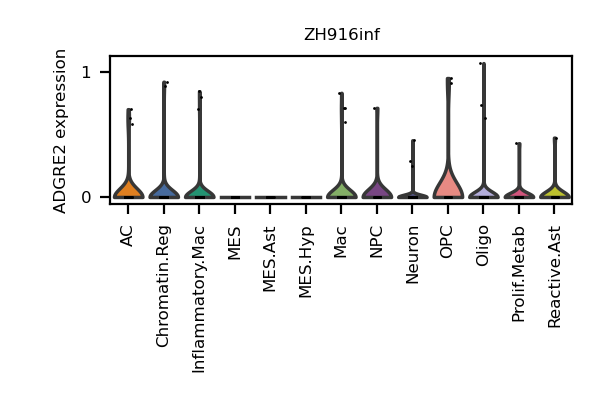 ZH916inf
ADGRE2 expression
1
0
AC
Chromatin.Reg
Inflammatory.Mac
MES
MES.Ast
MES.Hyp
Mac
NPC
Neuron
OPC
Oligo
Prolif.Metab
Reactive.Ast